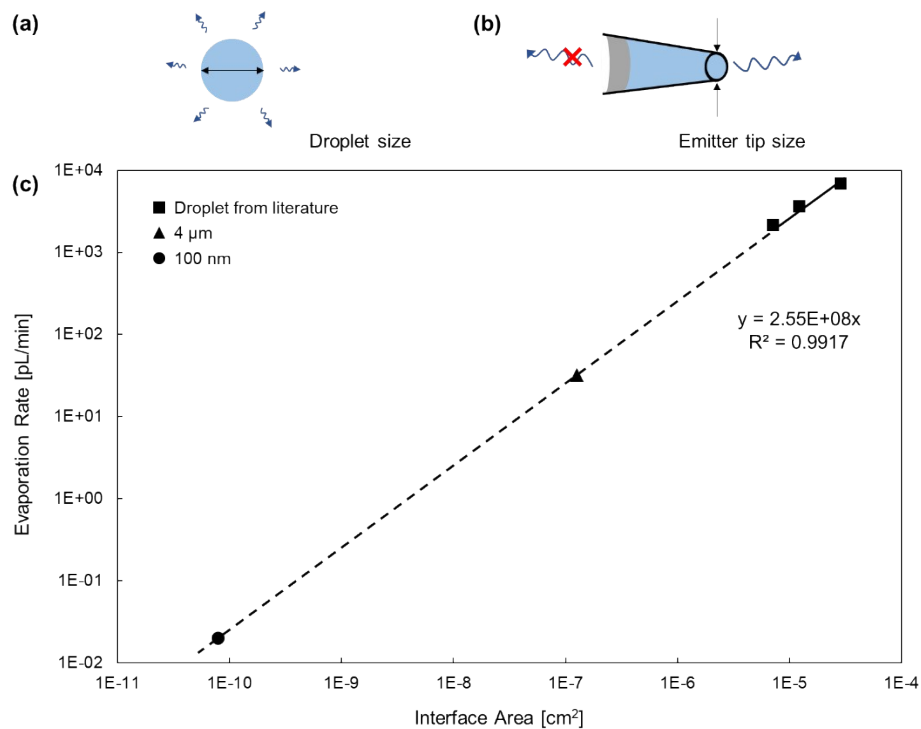 (a)
(b)
Droplet size
Emitter tip size
(c)
1E+04
1E+03
1E+02
1E+01
1E+00
1E-01
1E-02
Evaporation Rate [pL/min]
Droplet from literature
4 µm
100 nm
y = 2.55E+08x
R² = 0.9917
1E-11
1E-10
1E-9
1E-8
1E-7
1E-6
1E-5
1E-4
Interface Area [cm²]